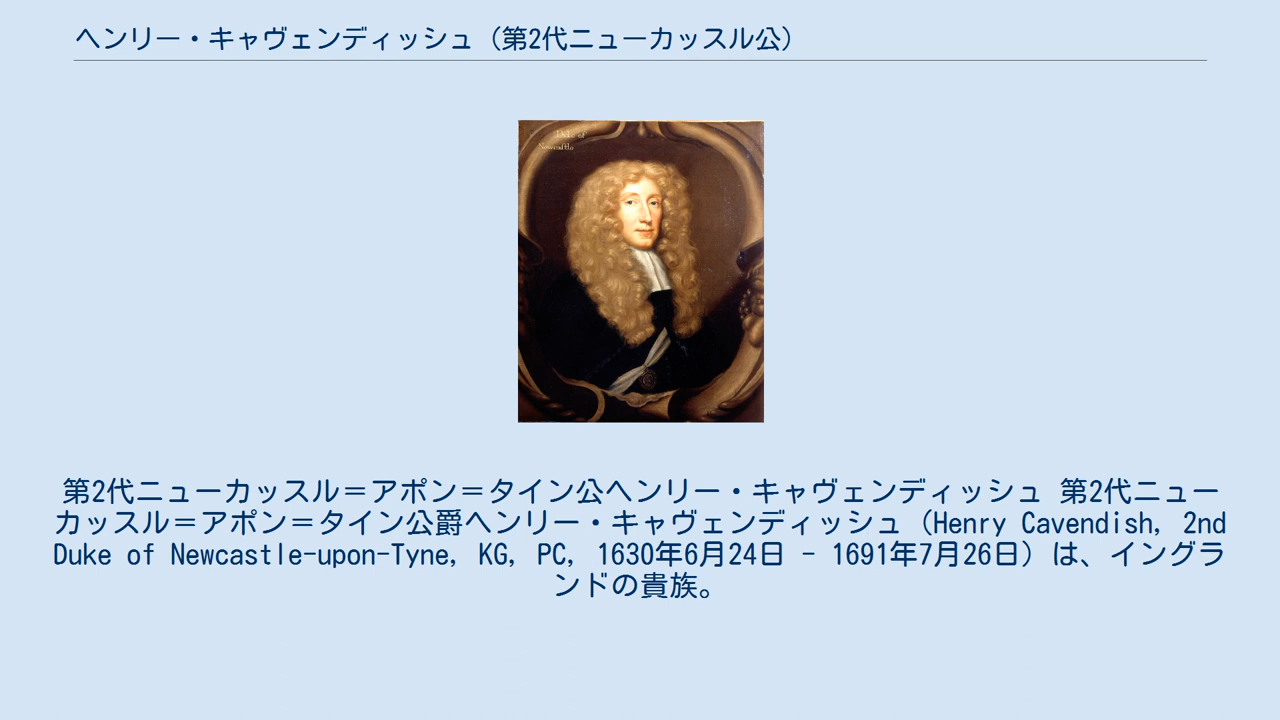 ヘンリー・キャヴェンディッシュ（第2代ニューカッスル公）
Newcastle
第2代ニューカッスル＝アポン＝タイン公ヘンリー・キャヴェンディッシュ 第2代ニュー
カッスル＝アポン＝タイン公爵ヘンリー・キャヴェンディッシュ（Henry Cavendish, 2nd
Duke of Newcastle-upon-Tyne, KG, PC, 1630年6月24日 - 1691年7月26日）は、イングラ
ンドの貴族。